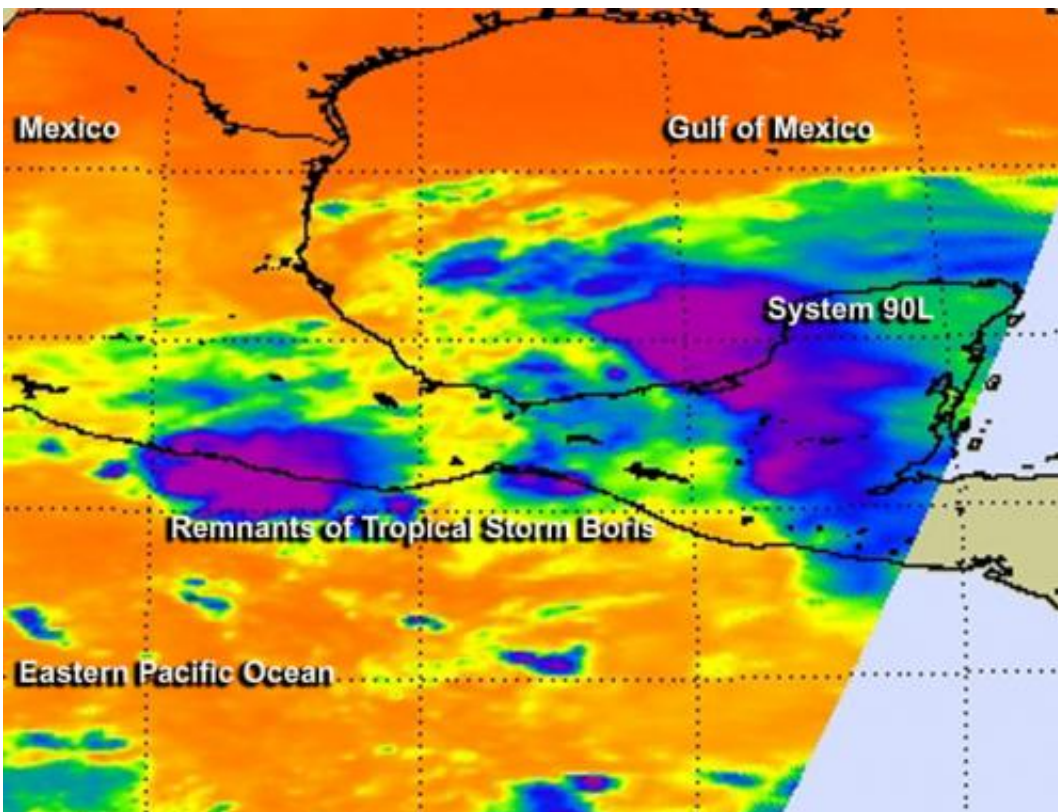 Mexico
Gulf of Mexico
System 90L
Remnants of Tropical Storm Boris
Eastern Pacific Ocean